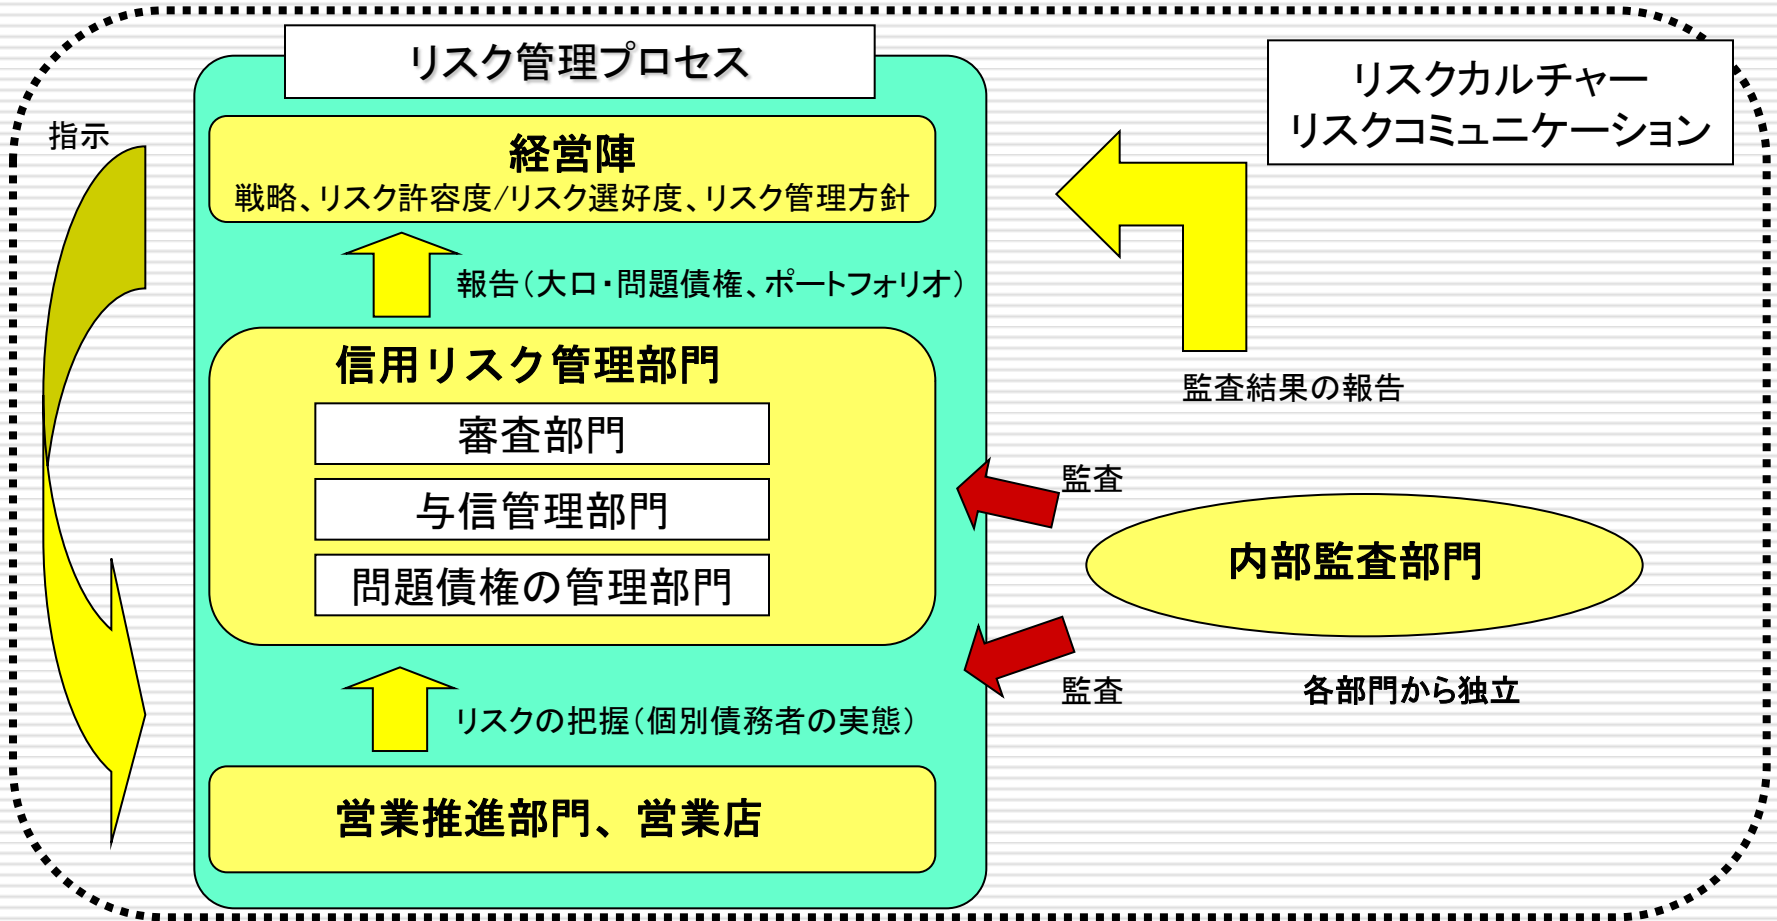 リスク管理プロセス
リスクカルチャー
リスクコミュニケーション
指示
経営陣
戦略、リスク許容度/リスク選好度、リスク管理方針
報告(大口・問題債権、ポートフォリオ)
信用リスク管理部門
審査部門
与信管理部門
問題債権の管理部門
監査結果の報告
監査
内部監査部門
監査
各部門から独立
リスクの把握(個別債務者の実態)
営業推進部門、営業店